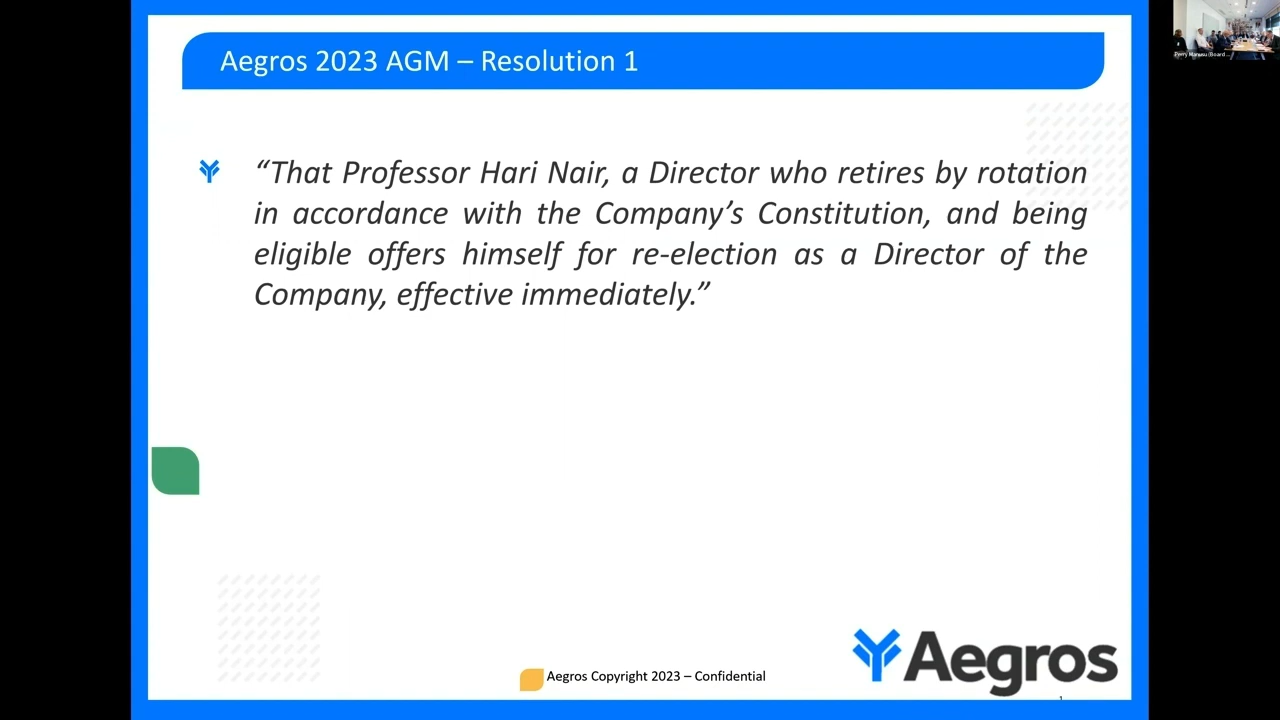 Aegros 2023 AGM – Resolution 1
“That Professor Hari Nair, a Director who retires by rotation
in accordance with the Company’s Constitution, and being
eligible offers himself for re-election as a Director of the
Company, effective immediately.”
Aegros Copyright 2023 – Confidential
Aegros
1